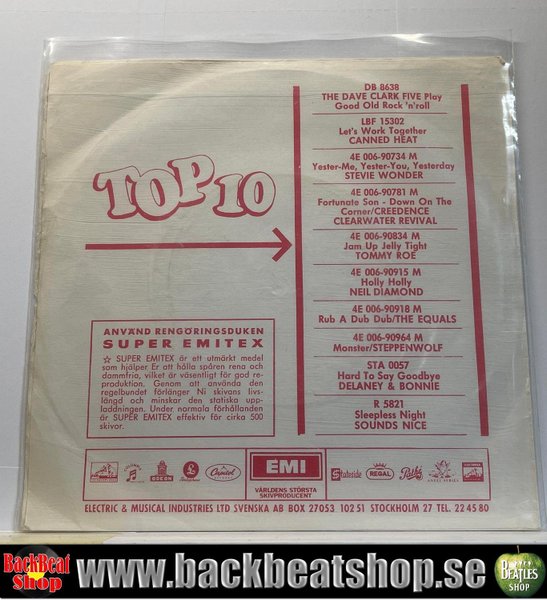 TOP 10
DB 8638
THE DAVE CLARK FIVE Play
Good Old Rock 'n'roll
LBF 15302
Let's Work Together
CANNED HEAT
4E 006-90734 M
Yester-Me, Yester-You, Yesterday
STEVIE WONDER
4E 006-90781 M
Fortunate Son - Down On The
Corner/CREEDENCE
CLEARWATER REVIVAL
4E 006-90834 M
Jam Up Jelly Tight
TOMMY ROE
4E 006-90915 M
Holly Holly
NEIL DIAMOND
4E 006-90918 M
Rub A Dub Dub/THE EQUALS
4E 006-90964 M
Monster/STEPPENWOLF
STA 0057
Hard To Say Goodbye
DELANEY & BONNIE
R 5821
Sleepless Night
SOUNDS NICE
ANVÄND RENGÖRINGSDUKEN
SUPER EMITEX
☆ SUPER EMITEX är ett utmärkt medel
som hjälper Er att hålla spåren rena och
dammfria, vilket är väsentligt för god re-
produktion. Genom att använda den
regelbundet förlänger Ni skivans livs-
längd och minskar den statiska upp-
laddningen. Under normala förhållanden
är SUPER EMITEX effektiv för cirka 500
skivor.
ODEON
Capitol
EMI
Stateside
REGAL
Pathé
ANGEL SERIES
VÄRLDENS STÖRSTA
SKIVPRODUCENT
ELECTRIC & MUSICAL INDUSTRIES LTD SVENSKA AB BOX 27053 102 51 STOCKHOLM 27 TEL. 22 45 80
BackBeat
Shop
www.backbeatshop.se
BEATLES
SHOP